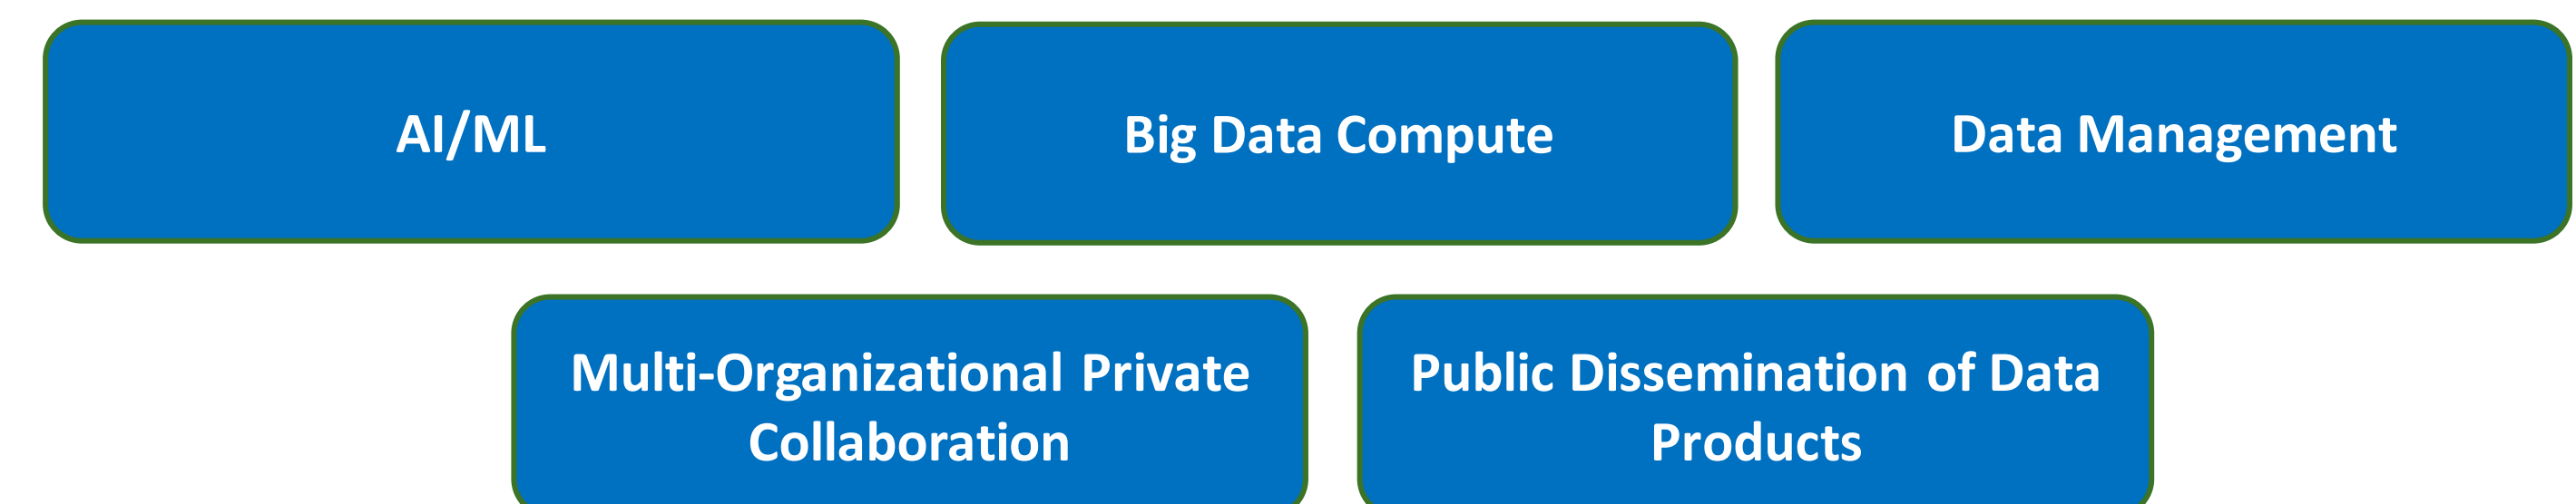 AI/ML
Big Data Compute
Data Management
Multi-Organizational Private
Collaboration
Public Dissemination of Data
Products